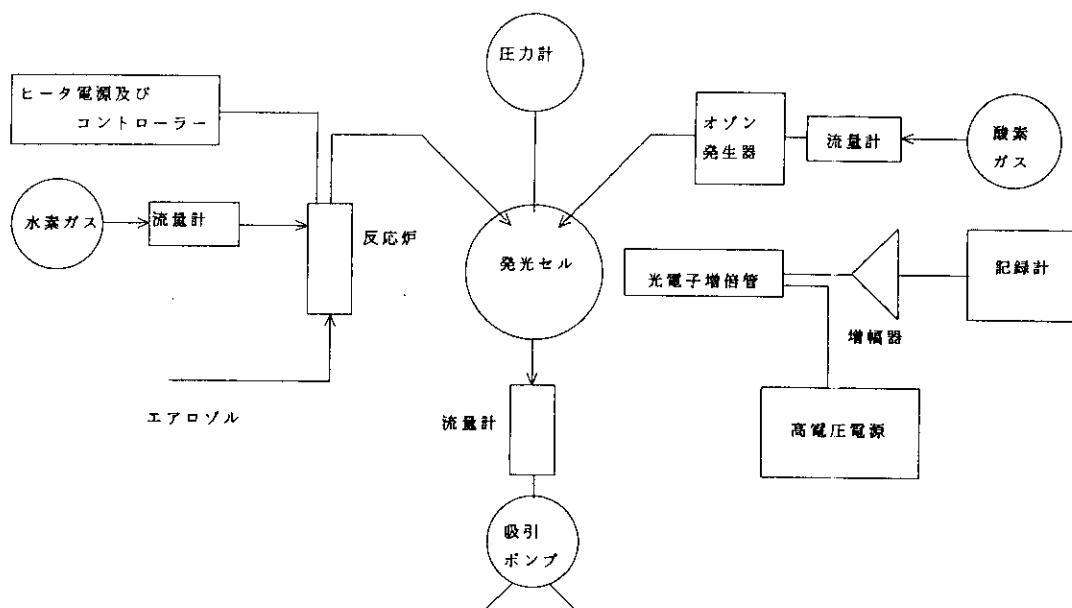 圧力計
ヒータ電源及び
コントローラー
オゾン
発生器
流量計
酸素
ガス
水素ガス
流量計
反応炉
発光セル
光電子増倍管
増幅器
記録計
エアロゾル
流量計
高電圧電源
吸引
ポンプ